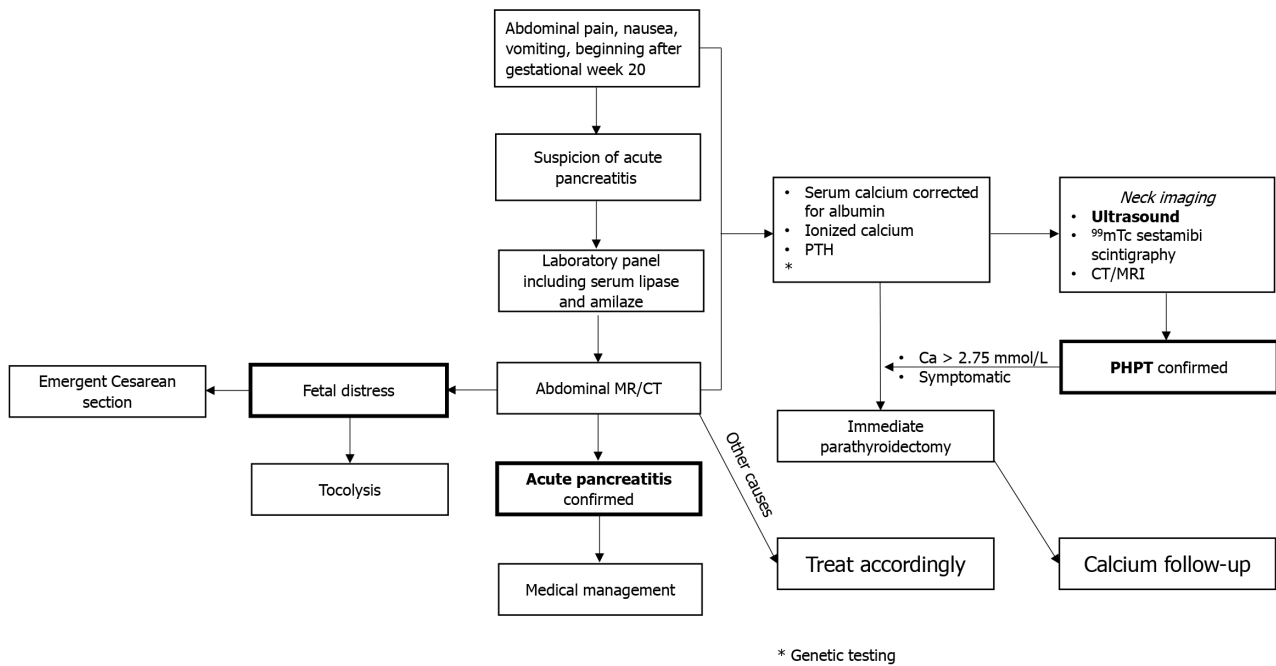 Abdominal pain, nausea,
vomiting, beginning after
gestational week 20
Suspicion of acute
pancreatitis
Laboratory panel
including serum lipase
and amilaze
Abdominal MR/CT
Fetal distress
Emergent Cesarean
section
Tocolysis
Acute pancreatitis
confirmed
Medical management
Other causes
Treat accordingly
• Serum calcium corrected
for albumin
• Ionized calcium
• PTH
*
Neck imaging
• Ultrasound
• ⁹⁹mTc sestamibi
scintigraphy
• CT/MRI
PHPT confirmed
• Ca > 2.75 mmol/L
• Symptomatic
Immediate
parathyroidectomy
Calcium follow-up
* Genetic testing